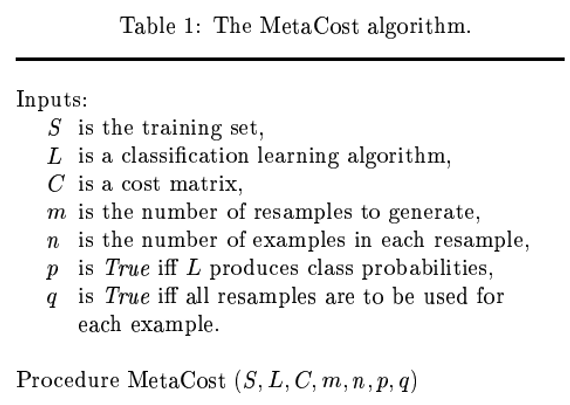 Table 1: The MetaCost algorithm.
Inputs:
S is the training set,
L is a classification learning algorithm,
C is a cost matrix,
m is the number of resamples to generate,
n is the number of examples in each resample,
p is True iff L produces class probabilities,
q is True iff all resamples are to be used for
each example.
Procedure MetaCost (S, L, C, m, n, p, q)